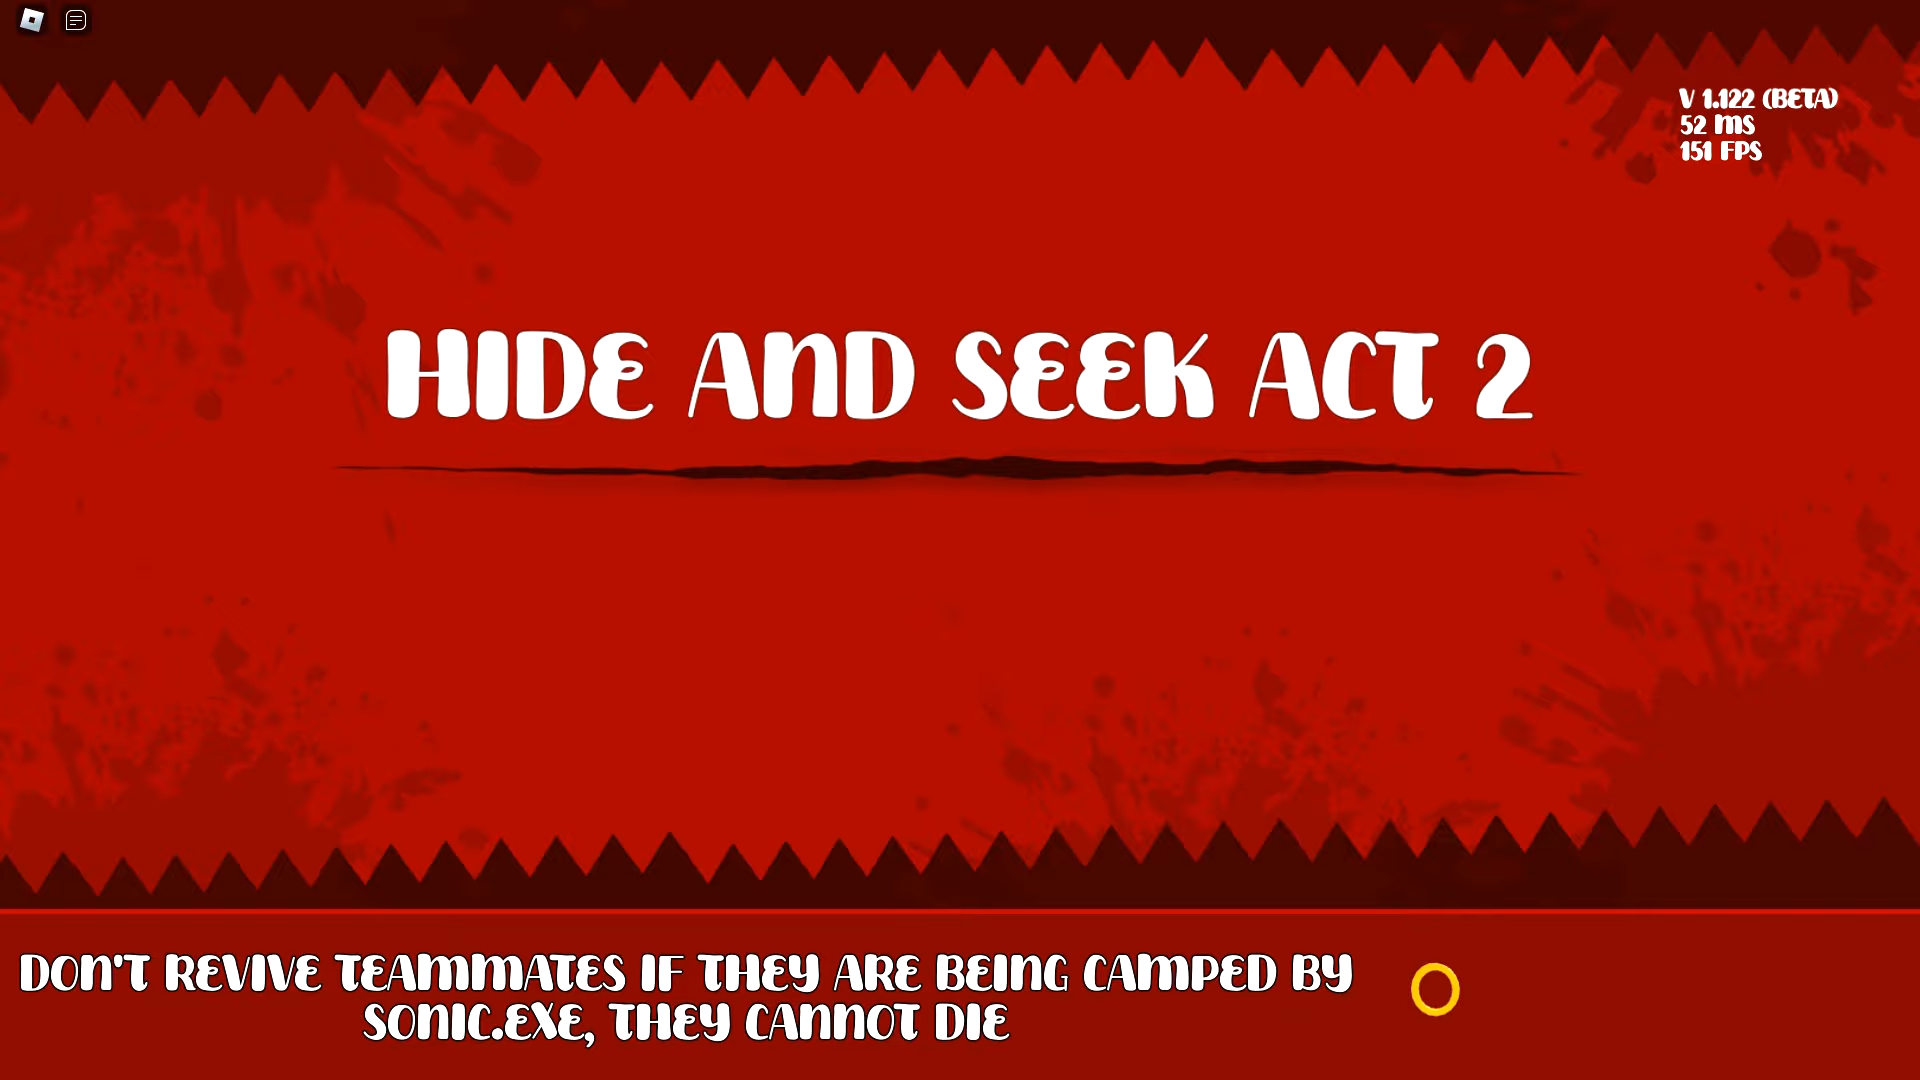 V 1.122 (BETA)
52 MS
151 FPS
HIDE AND SEEK ACT 2
DON'T REVIVE TEAMMATES IF THEY ARE BEING CAMPED BY
SONIC.EXE, THEY CANNOT DIE